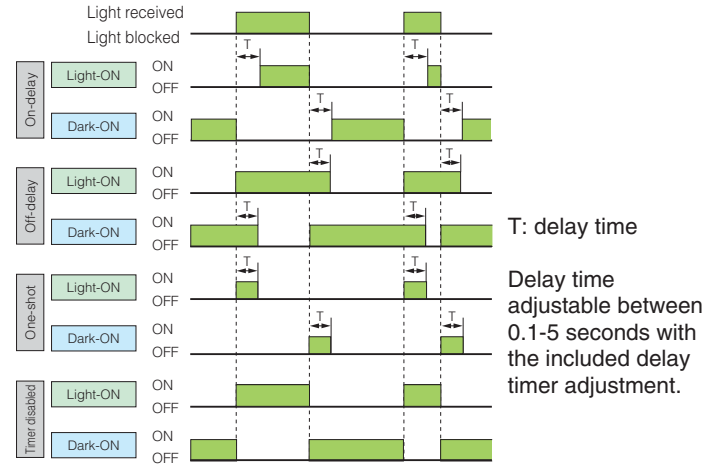 Light received
Light blocked
T T
On-delay
Light-ON
ON
OFF
T T
Dark-ON
ON
OFF
T T
Off-delay
Light-ON
ON
OFF
T T
Dark-ON
ON
OFF
T: delay time
T T
One-shot
Light-ON
ON
OFF
T T
Dark-ON
ON
OFF
Delay time
adjustable between
0.1-5 seconds with
the included delay
timer adjustment.
Timer disabled
Light-ON
ON
OFF
Dark-ON
ON
OFF